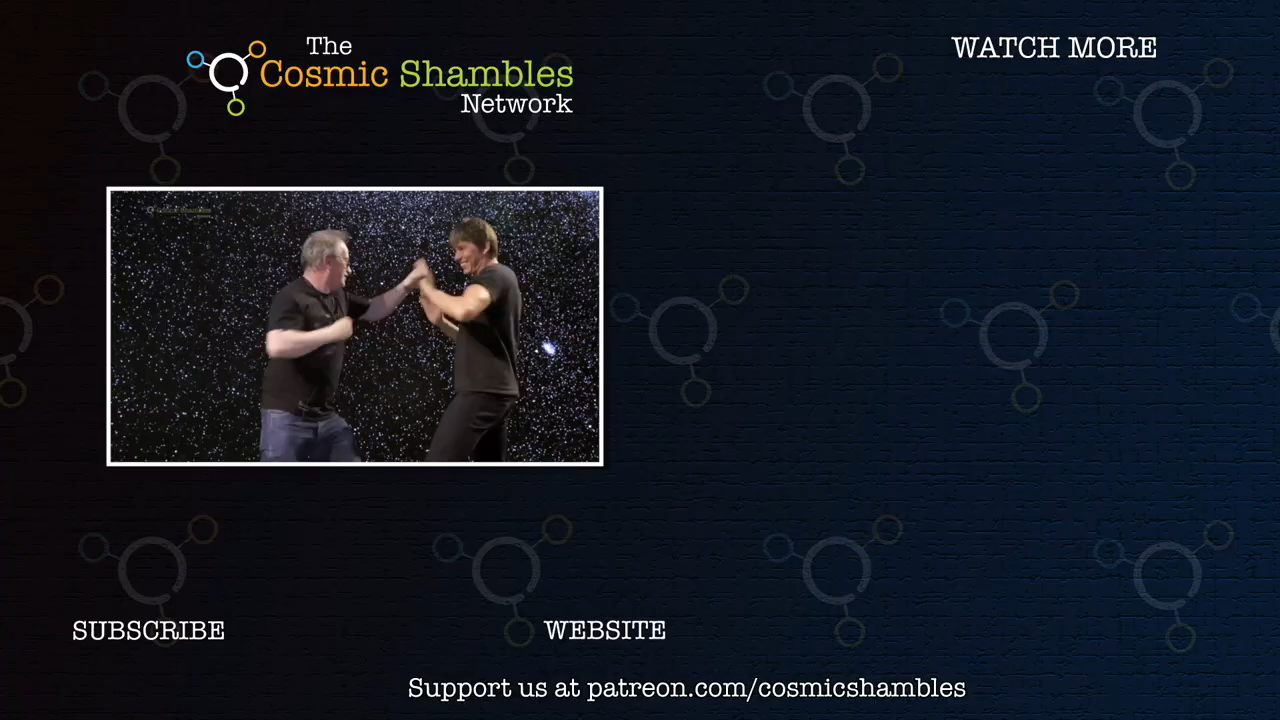 The
Cosmic Shambles
Network
WATCH MORE
SUBSCRIBE
WEBSITE
Support us at patreon.com/cosmicshambles